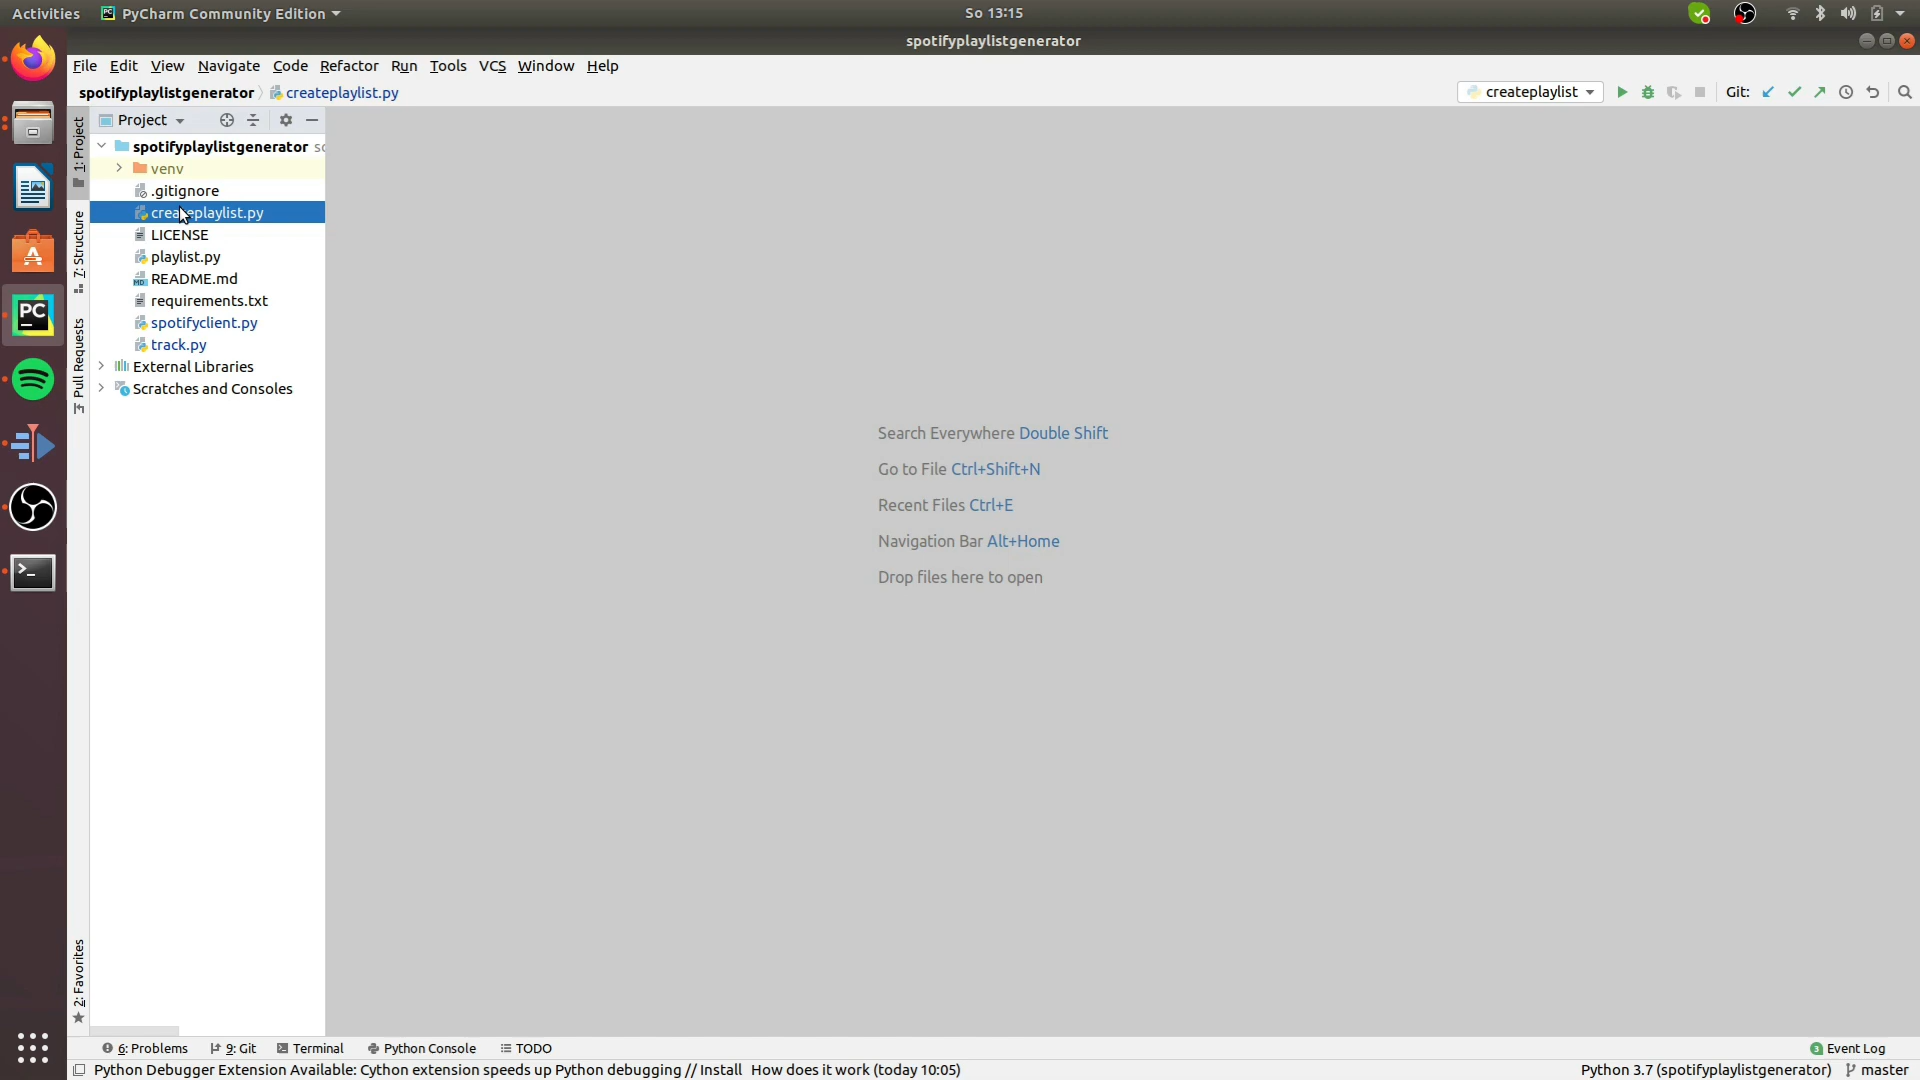 Activities PyCharm Community Edition So 13:15
spotifyplaylistgenerator
File Edit View Navigate Code Refactor Run Tools VCS Window Help
spotifyplaylistgenerator createplaylist.py createplaylist Git:
Project
spotifyplaylistgenerator
venv
.gitignore
createplaylist.py
LICENSE
playlist.py
README.md
requirements.txt
spotifyclient.py
track.py
External Libraries
Scratches and Consoles
1: Project
7: Structure
Pull Requests
2: Favorites
Search Everywhere Double Shift
Go to File Ctrl+Shift+N
Recent Files Ctrl+E
Navigation Bar Alt+Home
Drop files here to open
6: Problems 9: Git Terminal Python Console TODO 3 Event Log
Python Debugger Extension Available: Cython extension speeds up Python debugging // Install How does it work (today 10:05) Python 3.7 (spotifyplaylistgenerator) master